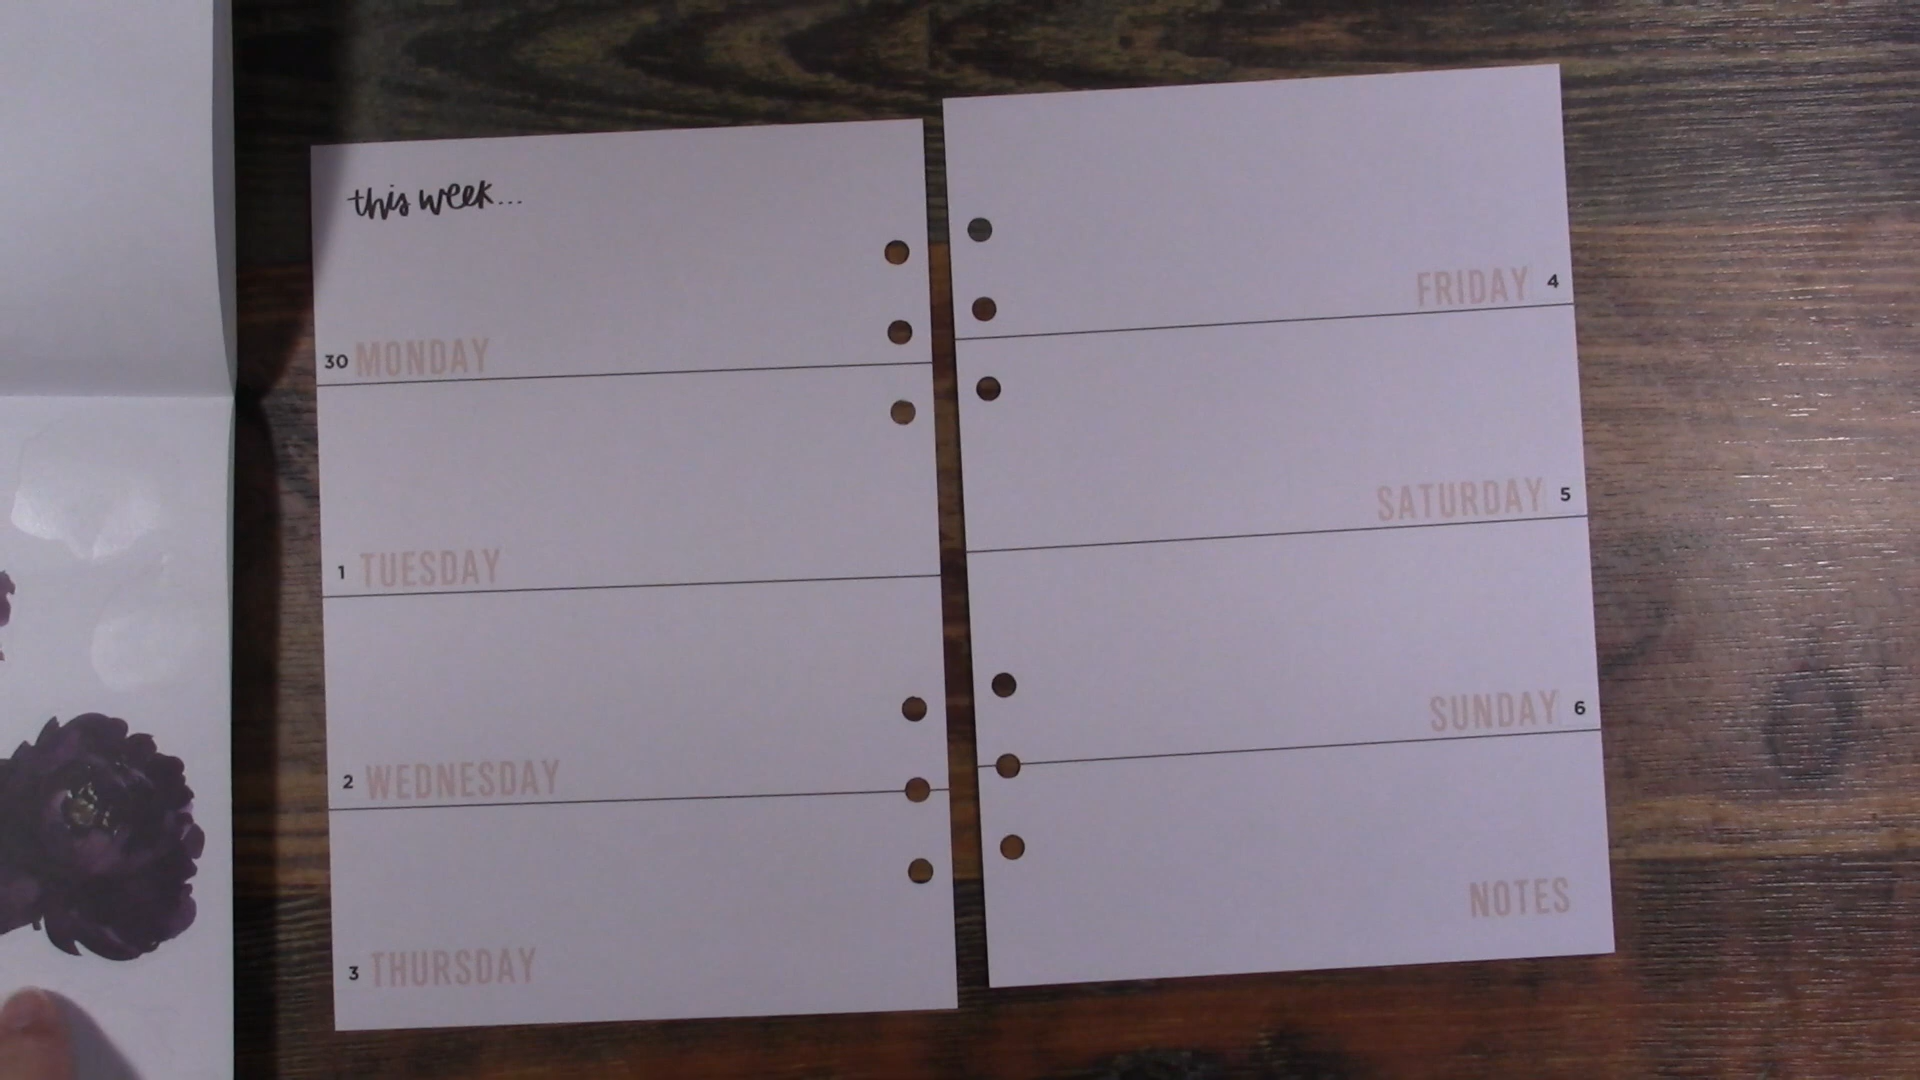 this week...
30 MONDAY
1 TUESDAY
2 WEDNESDAY
3 THURSDAY
FRIDAY 4
SATURDAY 5
SUNDAY 6
NOTES